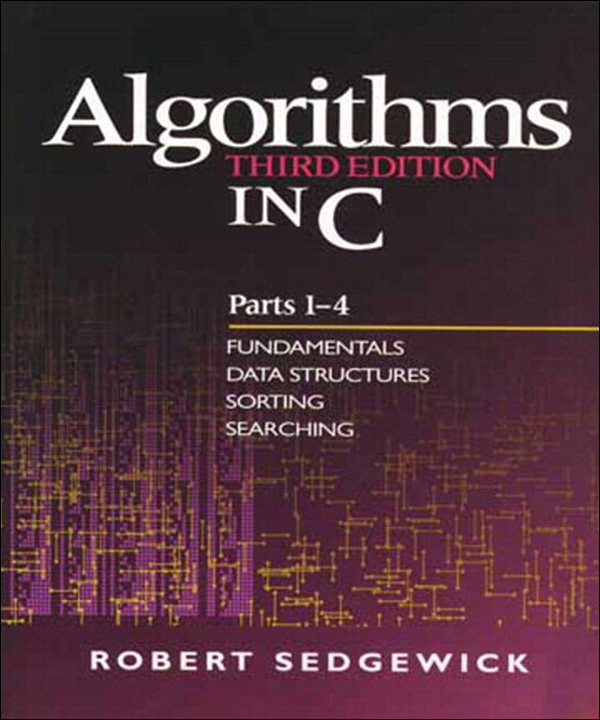 Algorithms
THIRD EDITION
IN C
Parts 1–4
FUNDAMENTALS
DATA STRUCTURES
SORTING
SEARCHING
ROBERT SEDGEWICK